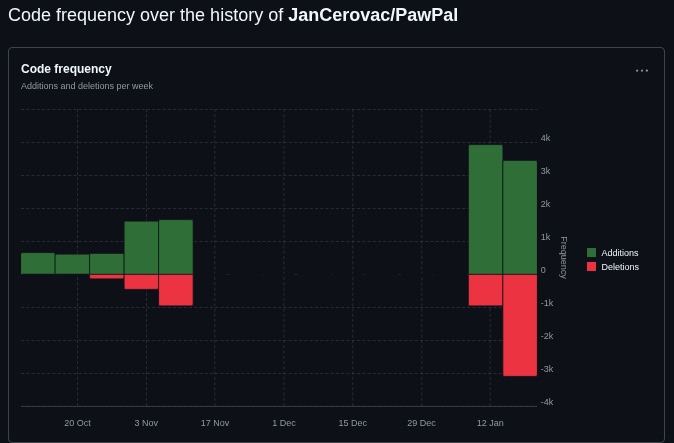 Code frequency over the history of JanCerovac/PawPal
Code frequency
...
Additions and deletions per week
4k
3k
2k
1k
0
-1k
-2k
-3k
-4k
Frequency
Additions
Deletions
20 Oct 3 Nov 17 Nov 1 Dec 15 Dec 29 Dec 12 Jan